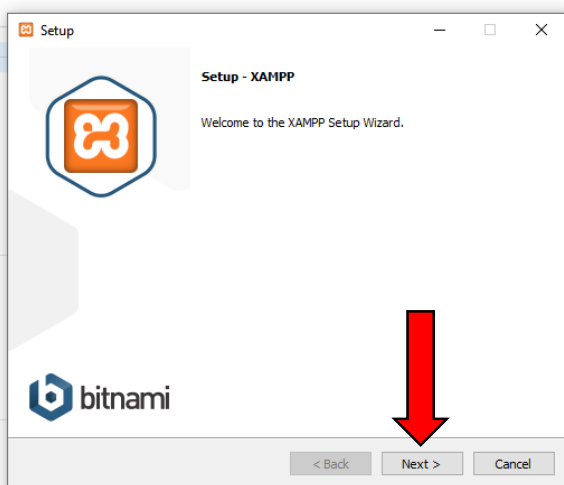 Setup
Setup - XAMPP
Welcome to the XAMPP Setup Wizard.
bitnami
< Back
Next >
Cancel